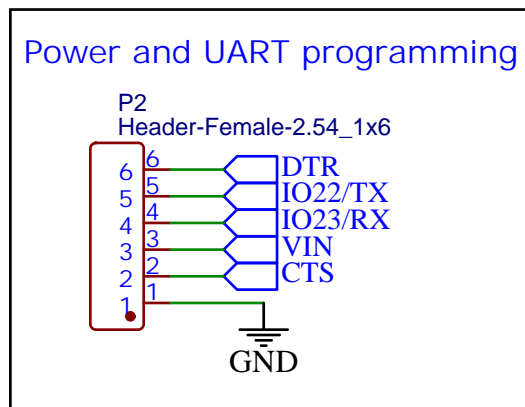 Power and UART programming
P2
Header-Female-2.54_1x6
6 6 DTR
5 5 IO22/TX
4 4 IO23/RX
3 3 VIN
2 2 CTS
1 1
GND